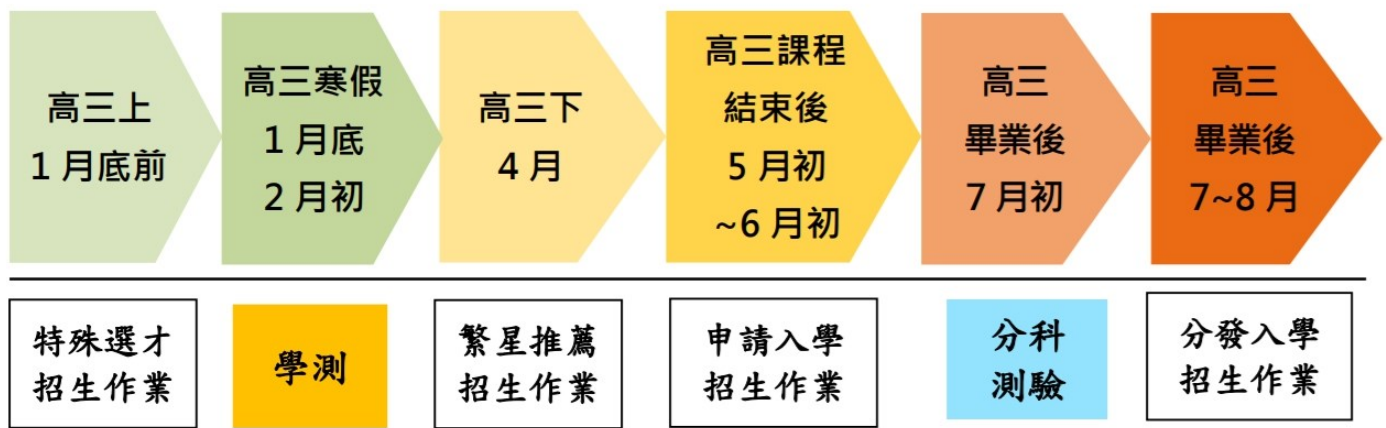 高三上
1 月底前
高三寒假
1 月底
2 月初
高三下
4 月
高三課程
結束後
5 月初
~6 月初
高三
畢業後
7 月初
高三
畢業後
7~8 月
特殊選才
招生作業
學測
繁星推薦
招生作業
申請入學
招生作業
分科
測驗
分發入學
招生作業